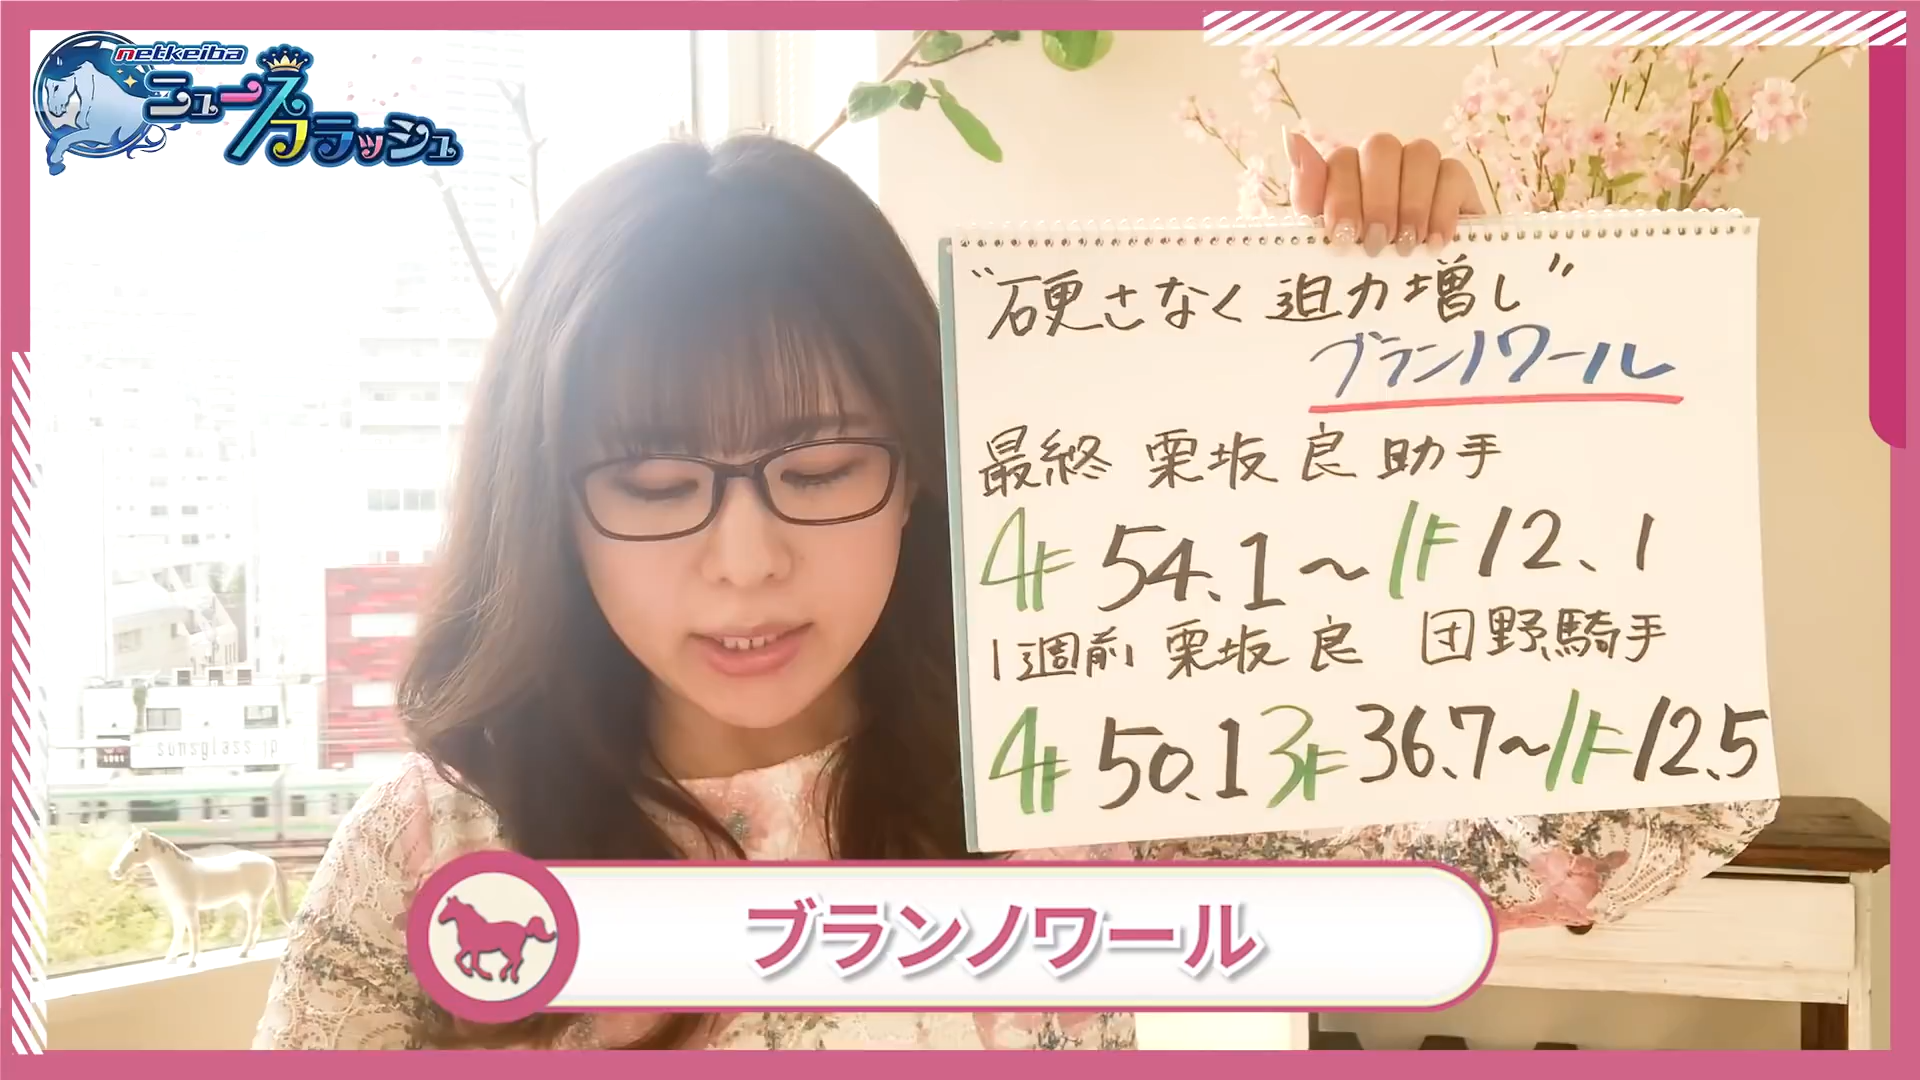 netkeiba
ニュースフラッシュ
“硬さなく 迫力増し”
ブランノワール
最終 栗坂 良 助手
4F 54.1〜1F 12.1
1週前 栗坂 良 団野騎手
4F 50.1 3F 36.7〜1F 12.5
sunsglass.jp
ブランノワール